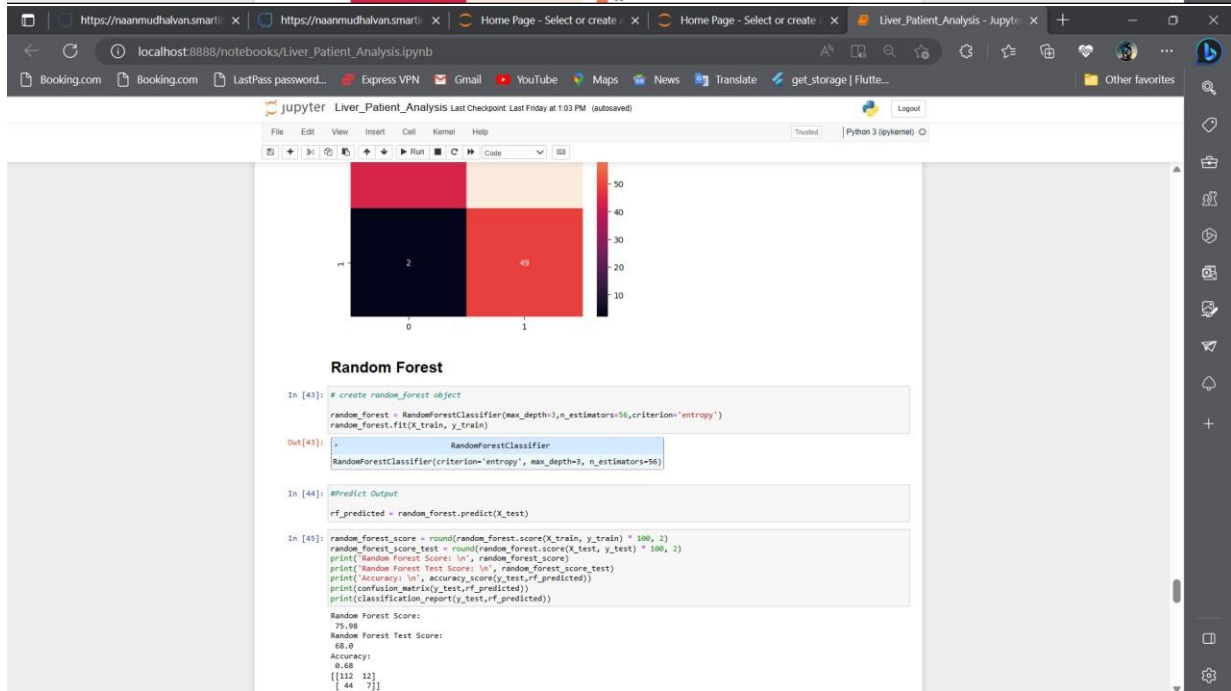 https://naanmudhalvan.smartir
https://naanmudhalvan.smartir
Home Page - Select or create a
Home Page - Select or create a
Liver_Patient_Analysis - Jupyte
localhost:8888/notebooks/Liver_Patient_Analysis.ipynb
Booking.com
Booking.com
LastPass password...
Express VPN
Gmail
YouTube
Maps
News
Translate
get_storage | Flutte...
Other favorites
jupyter Liver_Patient_Analysis Last Checkpoint: Last Friday at 1:03 PM (autosaved)
Logout
File Edit View Insert Cell Kernel Help
Trusted
Python 3 (ipykernel)
Run
Code
50
40
30
20
10
1
2
49
0
1
Random Forest
In [43]: # create random_forest object
random_forest = RandomForestClassifier(max_depth=3,n_estimators=56,criterion='entropy')
random_forest.fit(X_train, y_train)
Out[43]:
RandomForestClassifier
RandomForestClassifier(criterion='entropy', max_depth=3, n_estimators=56)
In [44]: #Predict Output
rf_predicted = random_forest.predict(X_test)
In [45]: random_forest_score = round(random_forest.score(X_train, y_train) * 100, 2)
random_forest_score_test = round(random_forest.score(X_test, y_test) * 100, 2)
print('Random Forest Score: \n', random_forest_score)
print('Random Forest Test Score: \n', random_forest_score_test)
print('Accuracy: \n', accuracy_score(y_test,rf_predicted))
print(confusion_matrix(y_test,rf_predicted))
print(classification_report(y_test,rf_predicted))
Random Forest Score:
75.98
Random Forest Test Score:
68.0
Accuracy:
0.68
[[112 12]
[ 44 7]]